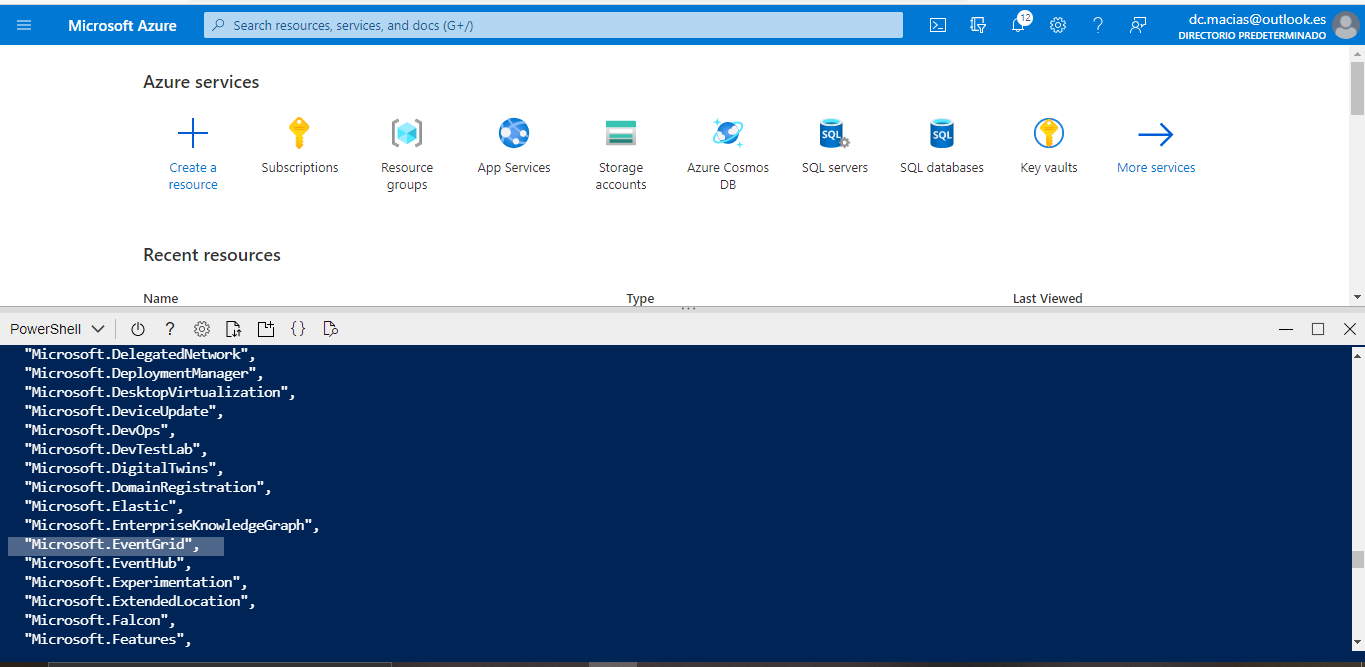 Microsoft Azure
Search resources, services, and docs (G+/)
12
dc.macias@outlook.es
DIRECTORIO PREDETERMINADO
Azure services
Create a resource
Subscriptions
Resource groups
App Services
Storage accounts
Azure Cosmos DB
SQL
SQL servers
SQL
SQL databases
Key vaults
More services
Recent resources
Name Type Last Viewed
PowerShell
"Microsoft.DelegatedNetwork",
"Microsoft.DeploymentManager",
"Microsoft.DesktopVirtualization",
"Microsoft.DeviceUpdate",
"Microsoft.DevOps",
"Microsoft.DevTestLab",
"Microsoft.DigitalTwins",
"Microsoft.DomainRegistration",
"Microsoft.Elastic",
"Microsoft.EnterpriseKnowledgeGraph",
"Microsoft.EventGrid",
"Microsoft.EventHub",
"Microsoft.Experimentation",
"Microsoft.ExtendedLocation",
"Microsoft.Falcon",
"Microsoft.Features",